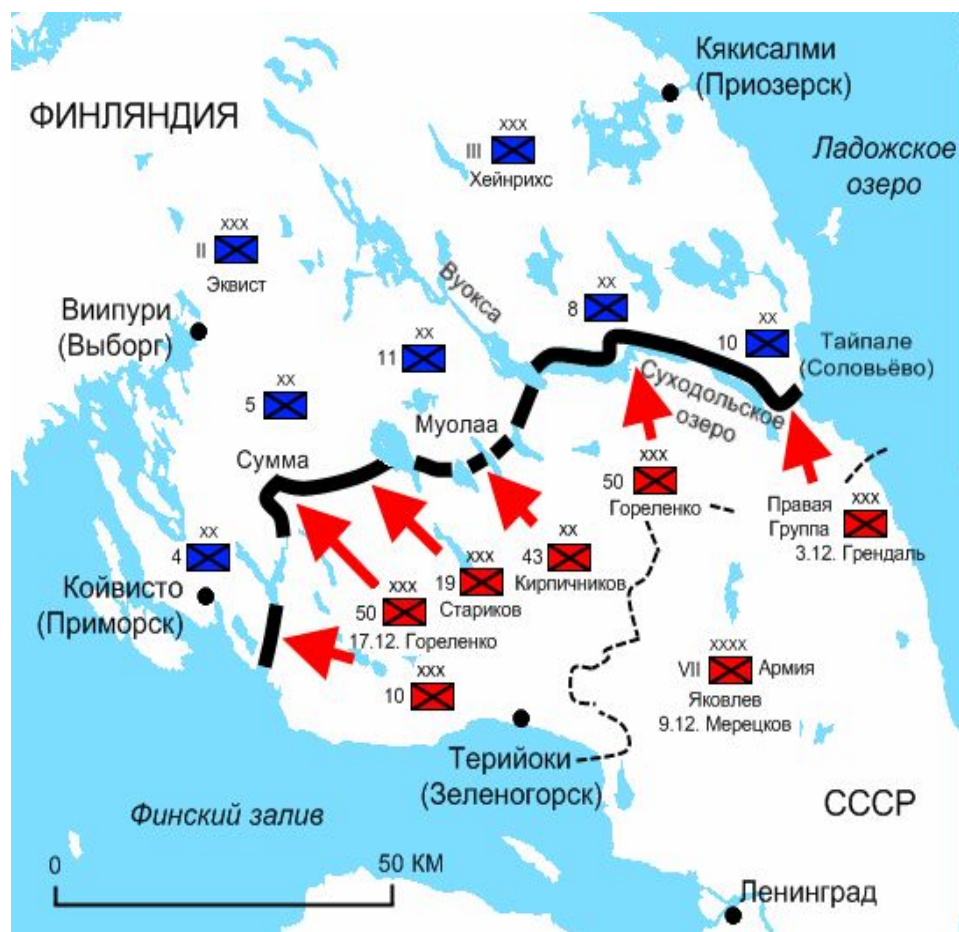 Кякисалми
(Приозерск)
ФИНЛЯНДИЯ
XXX
III
Хейнрихс
Ладожское
озеро
XXX
II
Эквист
Вуокса
Виипури
(Выборг)
XX
8
XX
10
Тайпале
(Соловьёво)
XX
11
XX
5
Суходольское
озеро
Муолаа
Сумма
XXX
50
Гореленко
Правая
Группа
XXX
3.12. Грендаль
XX
4
XXX
19
Стариков
XX
43
Кирпичников
Койвисто
(Приморск)
XXX
50
17.12. Гореленко
XXX
10
XXXX
VII
Армия
Яковлев
9.12. Мерецков
Терийоки
(Зеленогорск)
СССР
Финский залив
0
50 КМ
Ленинград